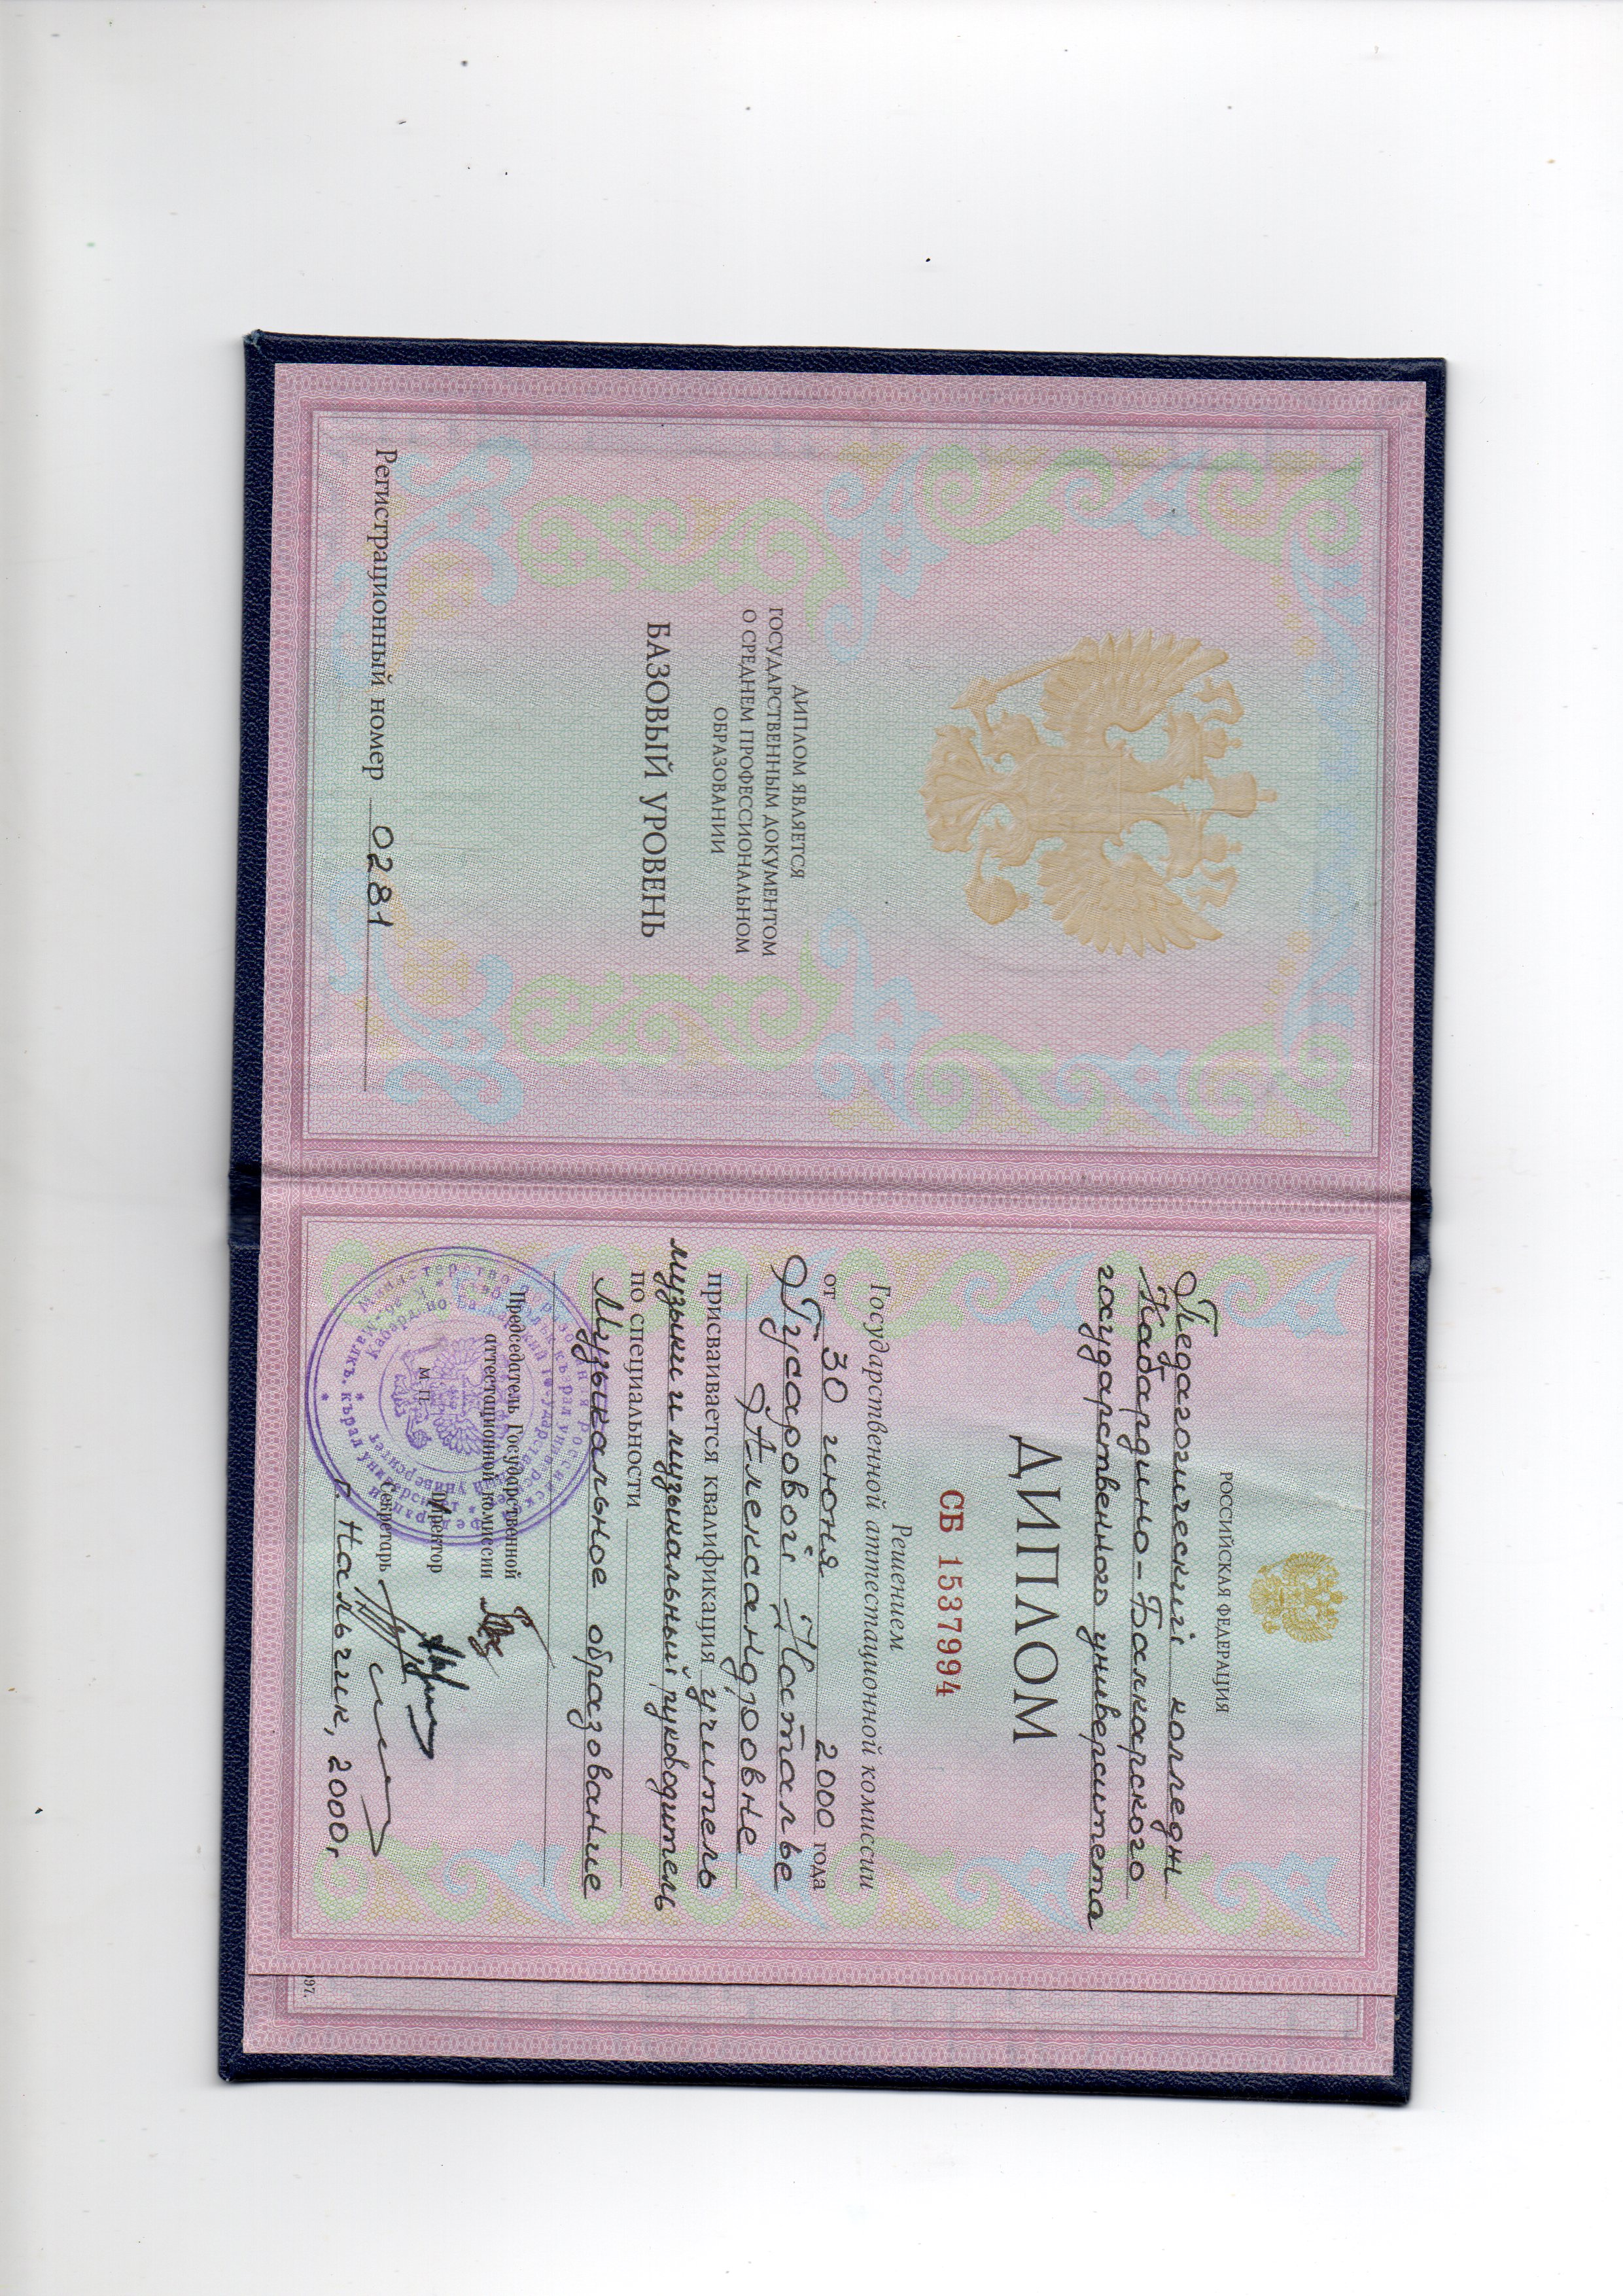 ДИПЛОМ ЯВЛЯЕТСЯ
ГОСУДАРСТВЕННЫМ ДОКУМЕНТОМ
О СРЕДНЕМ ПРОФЕССИОНАЛЬНОМ
ОБРАЗОВАНИИ
БАЗОВЫЙ УРОВЕНЬ
Регистрационный номер 0281
РОССИЙСКАЯ ФЕДЕРАЦИЯ
Педагогический колледж
Кабардино-Балкарского
государственного университета
ДИПЛОМ
СБ 1537994
Решением
Государственной аттестационной комиссии
от 30 июня 2000 года
Гусаровой Наталье
Александровне
присваивается квалификация учитель
музыки и музыкальный руководитель
по специальности
Музыкальное образование
Председатель Государственной
аттестационной комиссии
М.П.
Директор
Секретарь
г. Нальчик, 2000г.
997.